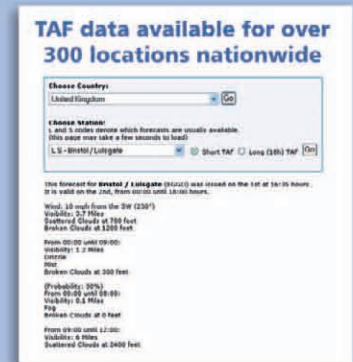 TAF data available for over
300 locations nationwide
Choose Country:
United Kingdom
Go
Choose Station:
L and S codes denote which forecasts are usually available.
(this page may take a few seconds to load)
L S - Bristol / Lulsgate
Short TAF
Long (18h) TAF
Go
This forecast for Bristol / Lulsgate (EGGD) was issued on the 1st at 16:35 hours.
It is valid on the 2nd, from 00:00 until 18:00 hours.
Wind: 10 mph from the SW (230°)
Visibility: 3.7 Miles
Scattered Clouds at 700 feet
Broken Clouds at 1200 feet
From 00:00 until 09:00:
Visibility: 1.2 Miles
Drizzle
Mist
Broken Clouds at 300 feet
(Probability: 30%)
From 00:00 until 08:00:
Visibility: 0.1 Miles
Fog
Broken Clouds at 0 feet
From 09:00 until 12:00:
Visibility: 6 Miles
Scattered Clouds at 2400 feet